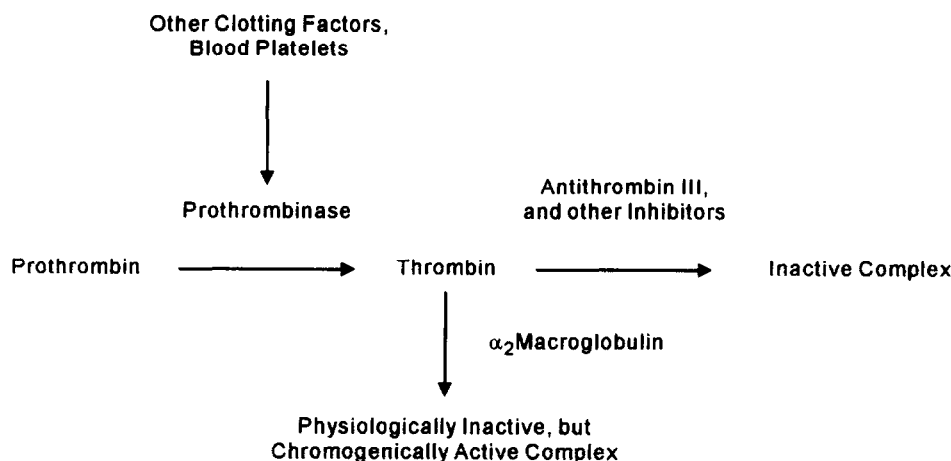 Other Clotting Factors,
Blood Platelets
Prothrombinase
Antithrombin III,
and other Inhibitors
Prothrombin
Thrombin
Inactive Complex
α₂Macroglobulin
Physiologically Inactive, but
Chromogenically Active Complex